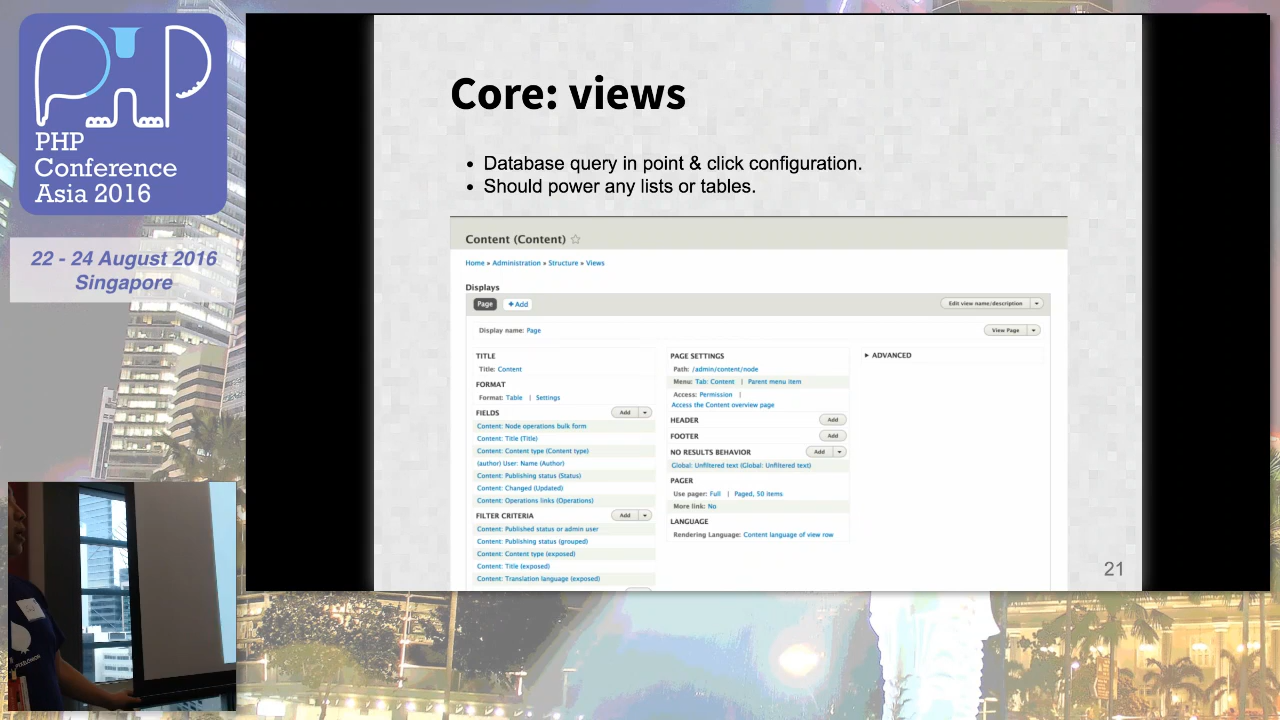 PHP
Conference
Asia 2016
22 - 24 August 2016
Singapore
Core: views
• Database query in point & click configuration.
• Should power any lists or tables.
Content (Content)
Home » Administration » Structure » Views
Displays
Page
+ Add
Edit view name/description
Display name: Page
View Page
TITLE
Title: Content
FORMAT
Format: Table | Settings
FIELDS
Add
Content: Node operations bulk form
Content: Title (Title)
Content: Content type (Content type)
(author) User: Name (Author)
Content: Publishing status (Status)
Content: Changed (Updated)
Content: Operations links (Operations)
FILTER CRITERIA
Add
Content: Published status or admin user
Content: Publishing status (grouped)
Content: Content type (exposed)
Content: Title (exposed)
Content: Translation language (exposed)
PAGE SETTINGS
Path: /admin/content/node
Menu: Tab: Content | Parent menu item
Access: Permission |
Access the Content overview page
HEADER
Add
FOOTER
Add
NO RESULTS BEHAVIOR
Add
Global: Unfiltered text (Global: Unfiltered text)
PAGER
Use pager: Full | Paged, 50 items
More link: No
LANGUAGE
Rendering Language: Content language of view row
▸ ADVANCED
21